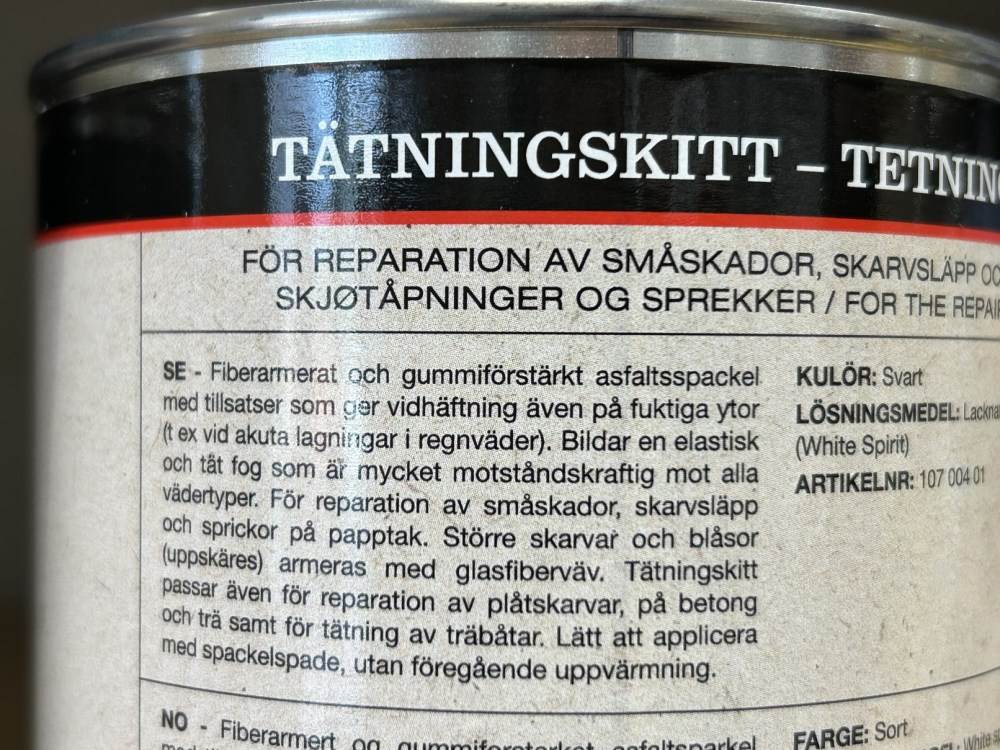 TÄTNINGSKITT – TETNING
FÖR REPARATION AV SMÅSKADOR, SKARVSLÄPP OC
SKJØTÅPNINGER OG SPREKKER / FOR THE REPAIR
SE - Fiberarmerat och gummiförstärkt asfaltsspackel
med tillsatser som ger vidhäftning även på fuktiga ytor
(t ex vid akuta lagningar i regnväder). Bildar en elastisk
och tät fog som är mycket motståndskraftig mot alla
vädertyper. För reparation av småskador, skarvsläpp
och sprickor på papptak. Större skarvar och blåsor
(uppskäres) armeras med glasfiberväv. Tätningskitt
passar även för reparation av plåtskarvar, på betong
och trä samt för tätning av träbåtar. Lätt att applicera
med spackelspade, utan föregående uppvärmning.
KULÖR: Svart
LÖSNINGSMEDEL: Lackna
(White Spirit)
ARTIKELNR: 107 004 01
NO - Fiberarmert og gummiforsterket asfaltsparkel
FARGE: Sort
White